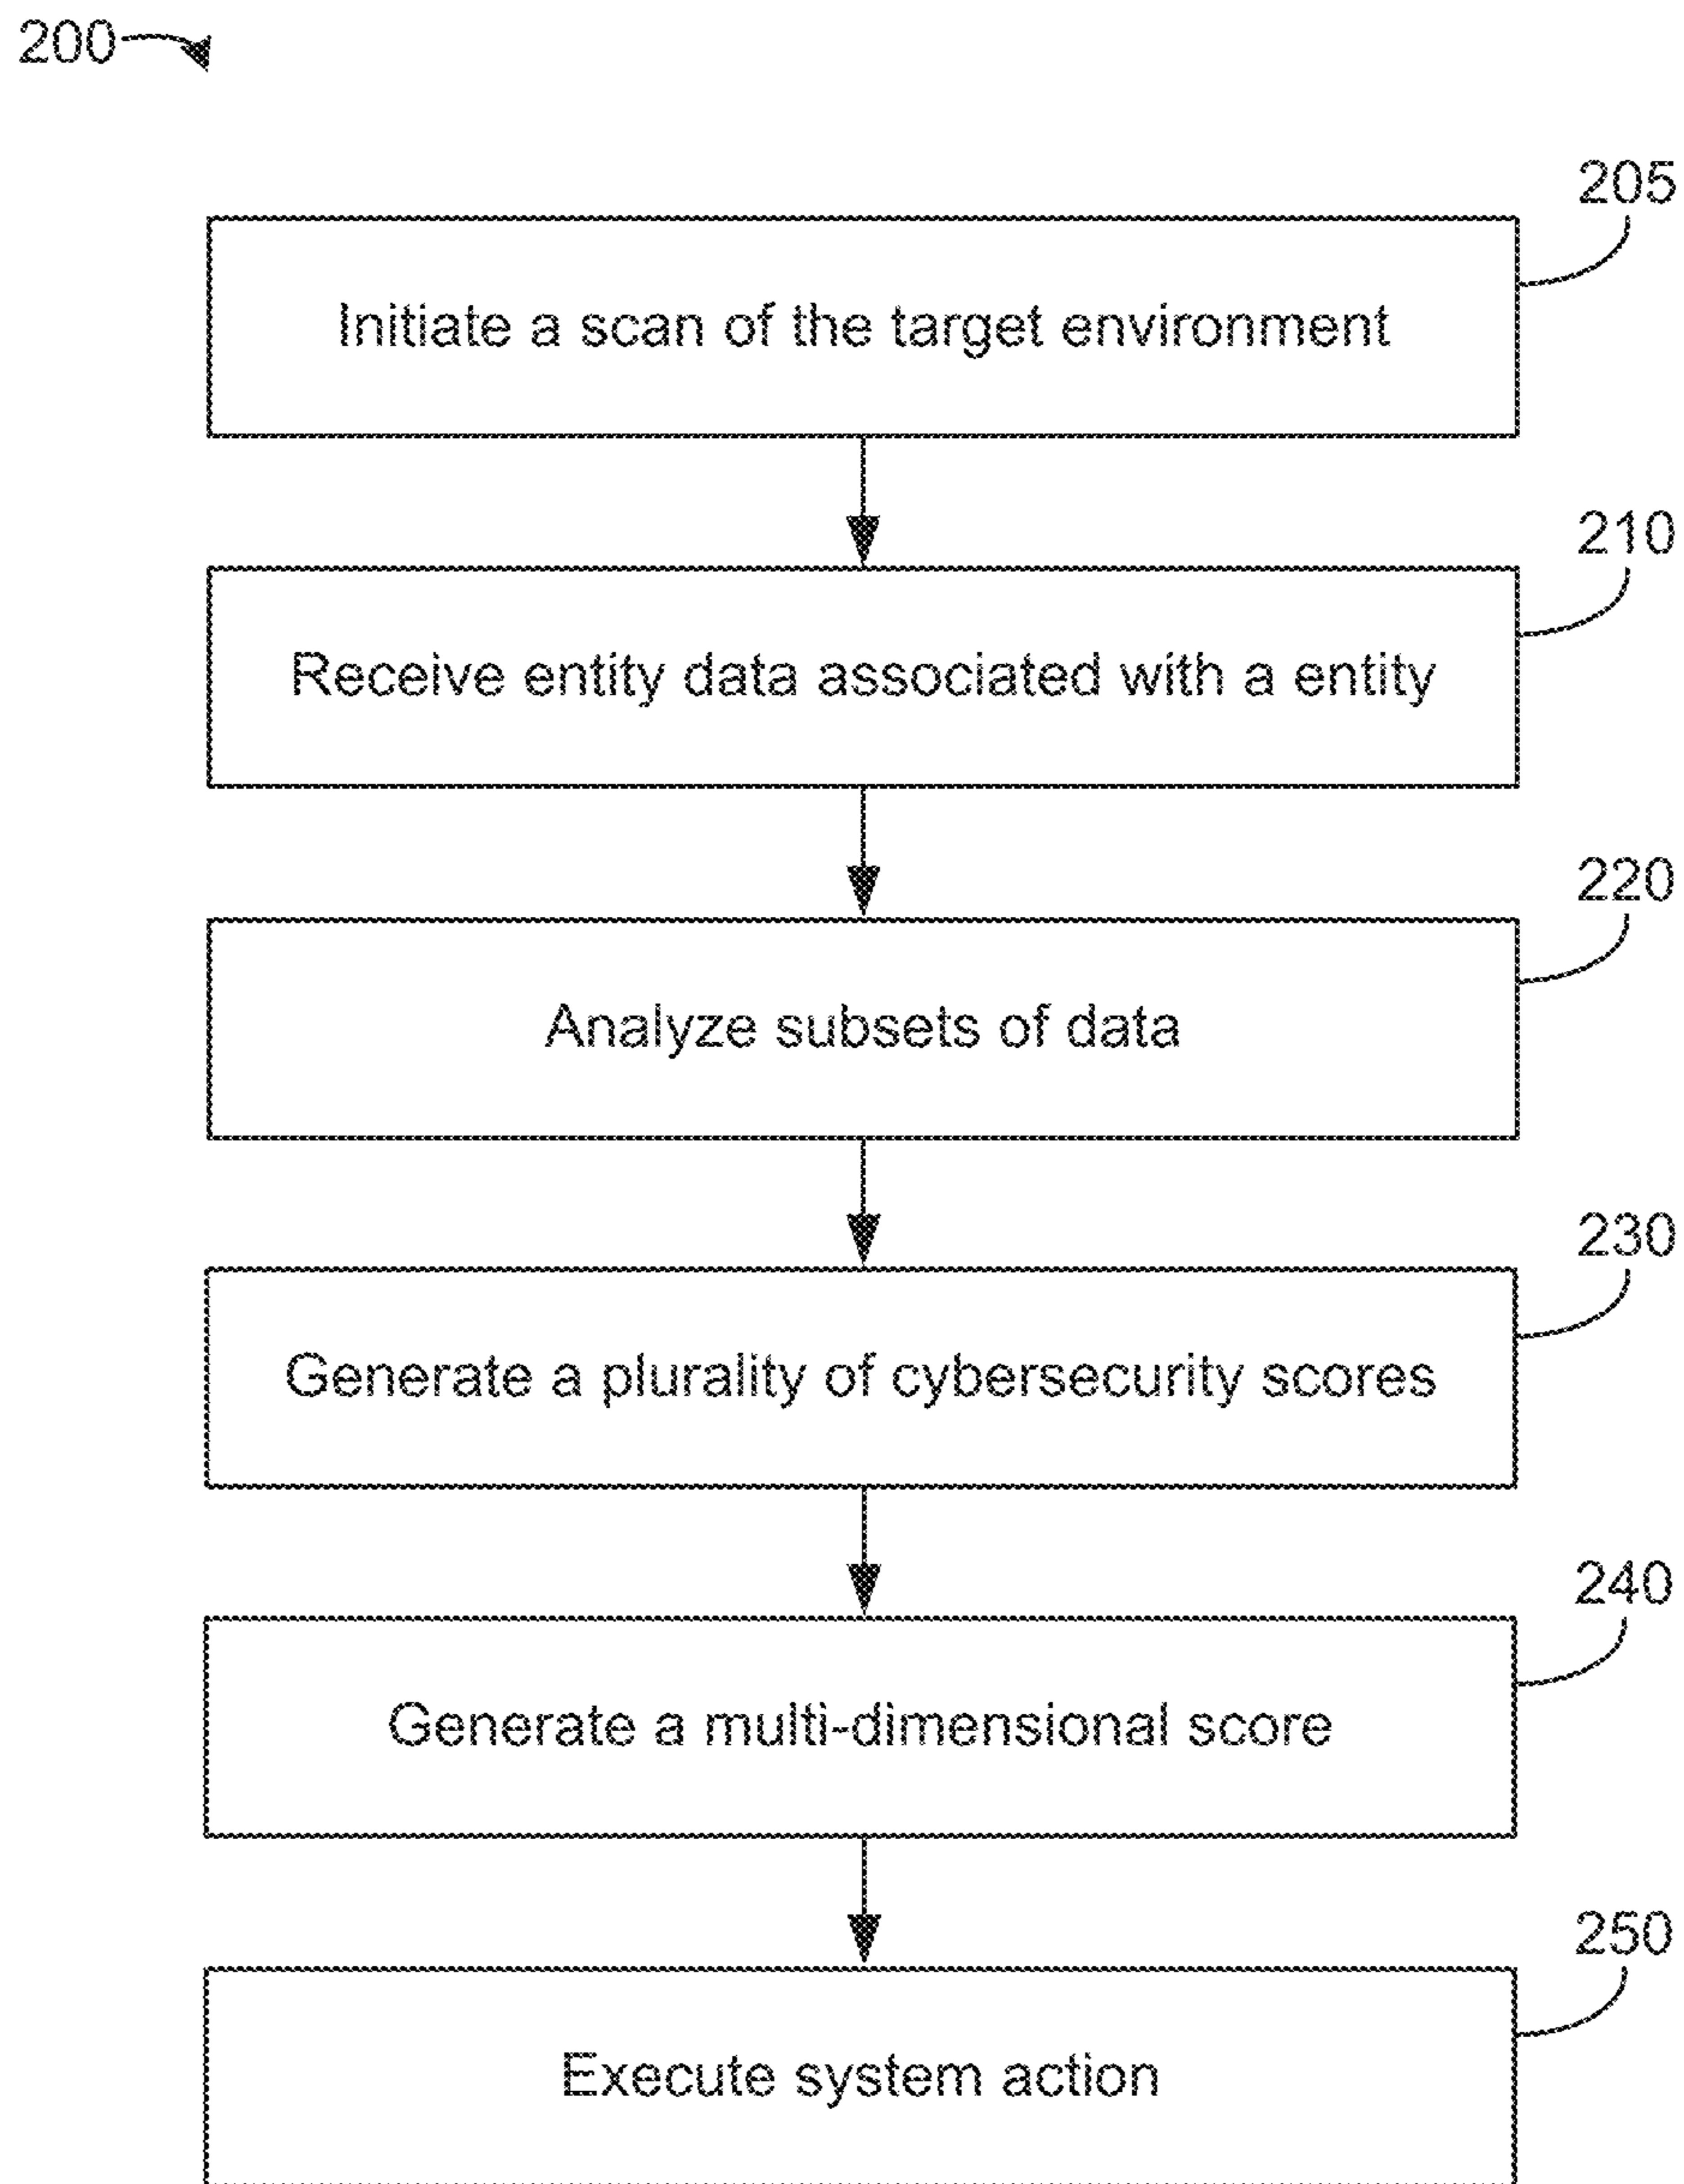 200
205
Initiate a scan of the target environment
210
Receive entity data associated with a entity
220
Analyze subsets of data
230
Generate a plurality of cybersecurity scores
240
Generate a multi-dimensional score
250
Execute system action